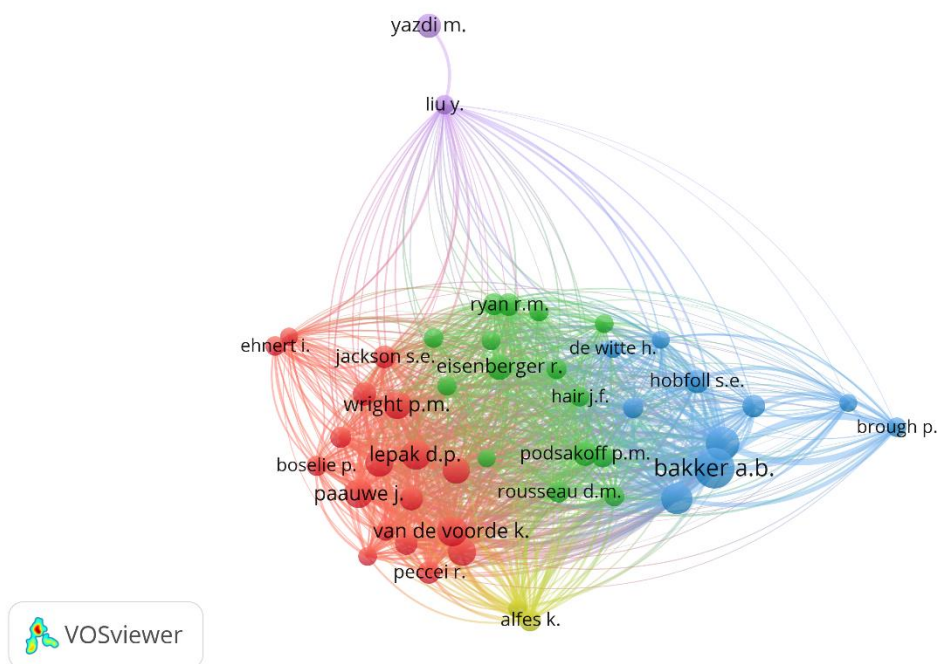 yazdi m.
liu y.
ryan r.m.
ehnert i.
jackson s.e.
de witte h.
eisenberger r.
hobfoll s.e.
hair j.f.
wright p.m.
brough p.
lepak d.p.
podsakoff p.m.
boselie p.
bakker a.b.
paauwe j.
rousseau d.m.
van de voorde k.
peccei r.
alfes k.
VOSviewer